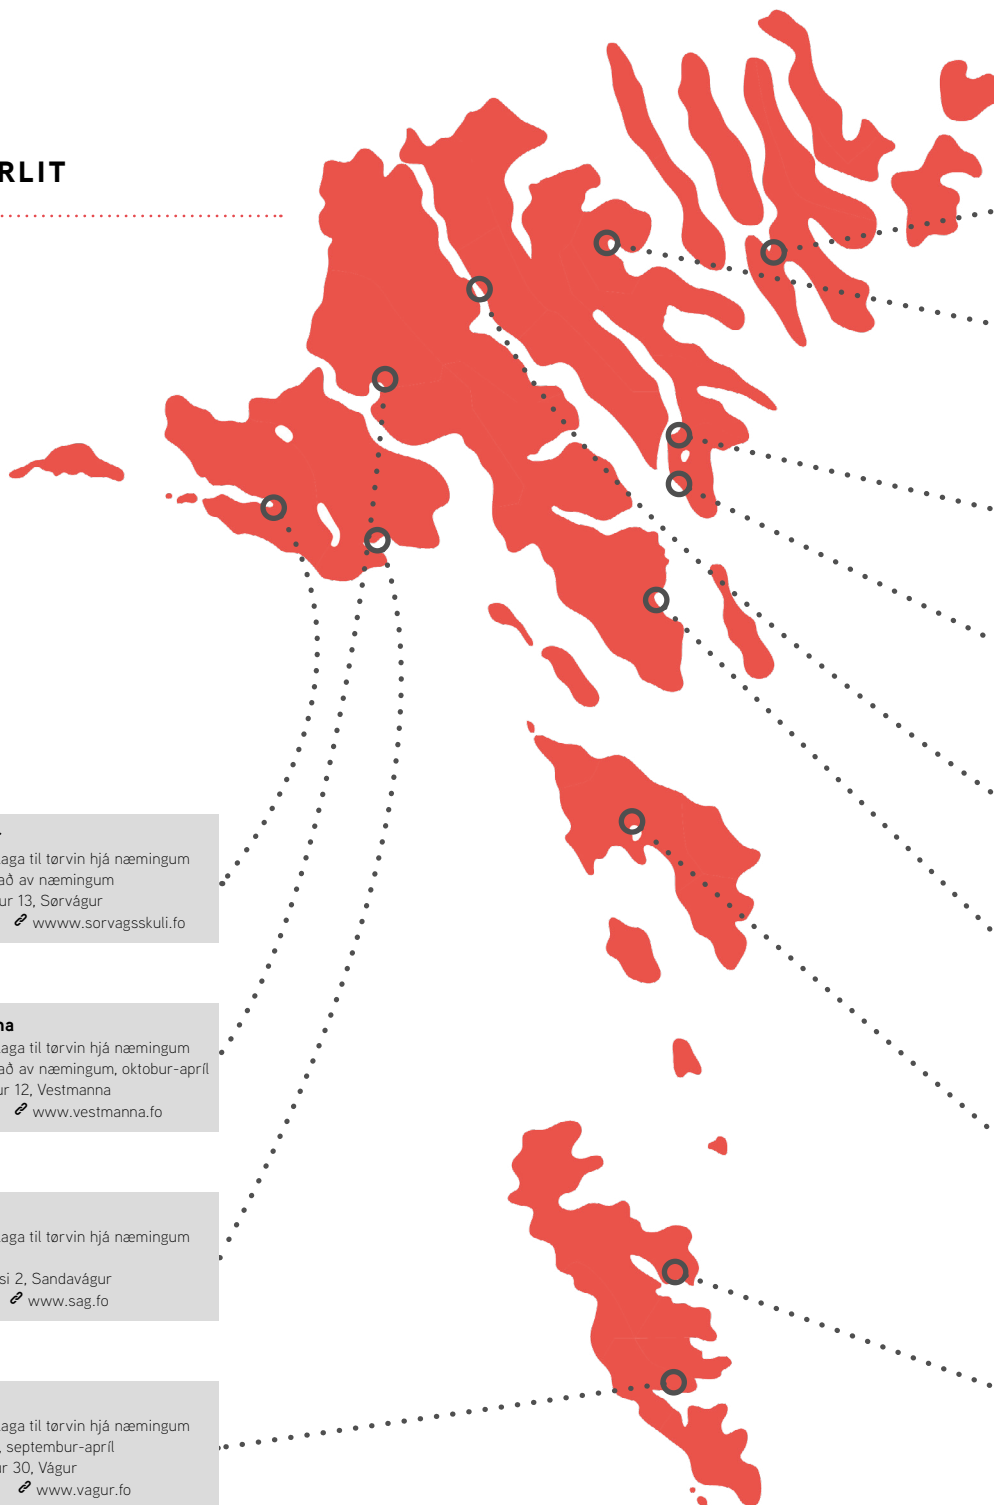 RLIT
aga til tørvin hjá næmingum
að av næmingum
ur 13, Sørvágur
wwww.sorvagsskuli.fo
na
aga til tørvin hjá næmingum
að av næmingum, oktobur-apríl
ur 12, Vestmanna
www.vestmanna.fo
aga til tørvin hjá næmingum
si 2, Sandavágur
www.sag.fo
aga til tørvin hjá næmingum
, septembur-apríl
ur 30, Vágur
www.vagur.fo